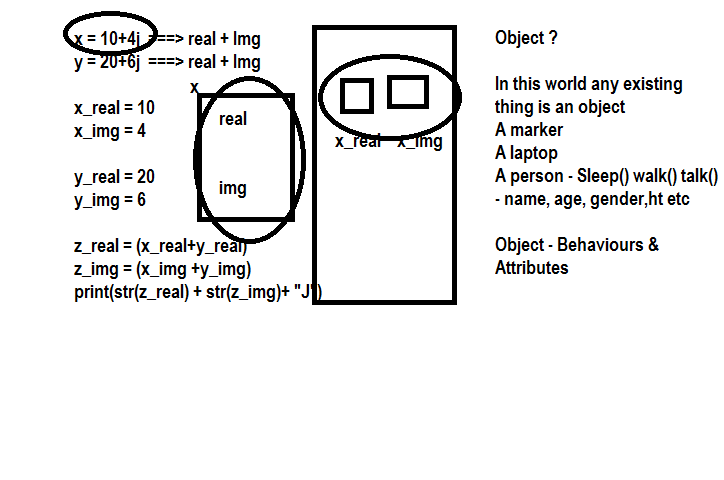 x = 10+4j ===> real + Img
y = 20+6j ===> real + Img
x
x_real = 10
x_img = 4
y_real = 20
y_img = 6
z_real = (x_real+y_real)
z_img = (x_img +y_img)
print(str(z_real) + str(z_img)+ "J")
real
img
x_real x_img
Object ?
In this world any existing
thing is an object
A marker
A laptop
A person - Sleep() walk() talk()
- name, age, gender,ht etc
Object - Behaviours &
Attributes